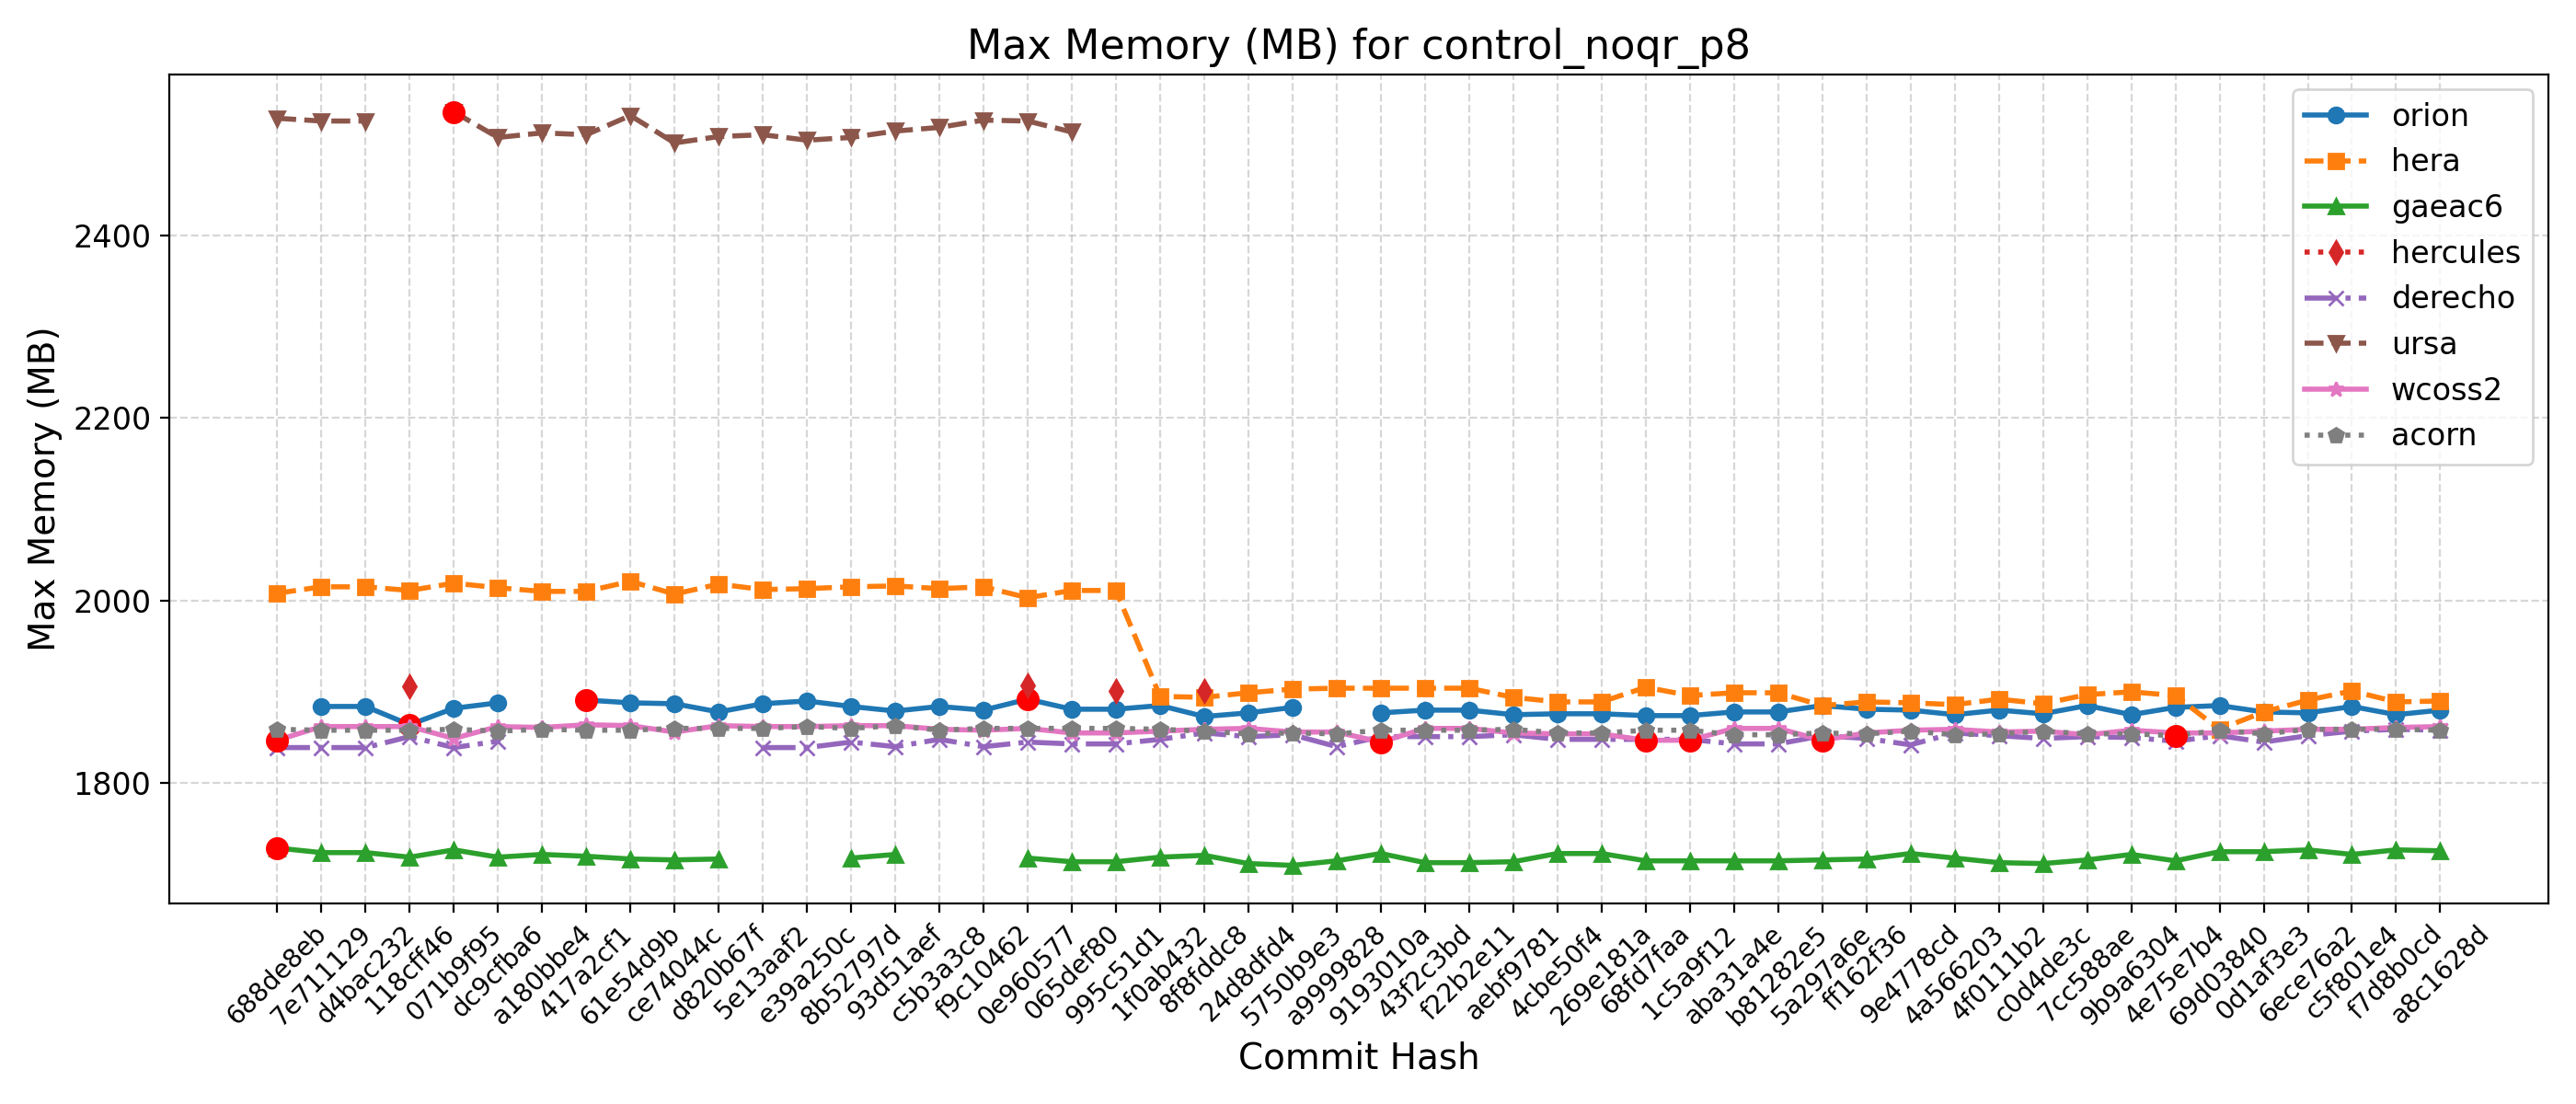 Max Memory (MB) for control_noqr_p8
Max Memory (MB)
2400
2200
2000
1800
orion
hera
gaeac6
hercules
derecho
ursa
wcoss2
acorn
688de8eb
7e711129
d4bac232
118cff46
071b9f95
dc9cfba6
a180bbe4
417a2cf1
61e54d9b
ce74044c
d820b67f
5e13aaf2
e39a250c
8b52797d
93d51aef
c5b3a3c8
f9c10462
0e960577
065def80
995c51d1
1f0ab432
8f8fddc8
24d8dfd4
5750b9e3
a9999828
9193010a
43f2c3bd
f22b2e11
aebf9781
4cbe50f4
269e181a
68fd7faa
1c5a9f12
aba31a4e
b81282e5
5a297a6e
ff162f36
9e4778cd
4a566203
4f0111b2
c0d4de3c
7cc588ae
9b9a6304
4e75e7b4
69d03840
0d1af3e3
6ece76a2
c5f801e4
f7d8b0cd
a8c1628d
Commit Hash